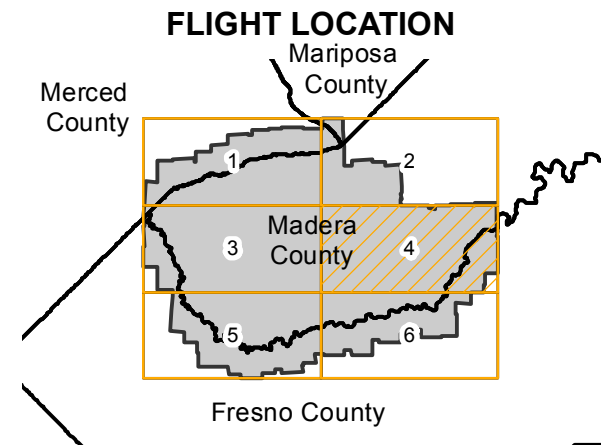 FLIGHT LOCATION
Mariposa
County
Merced
County
1
2
Madera
County
3
4
5
6
Fresno County